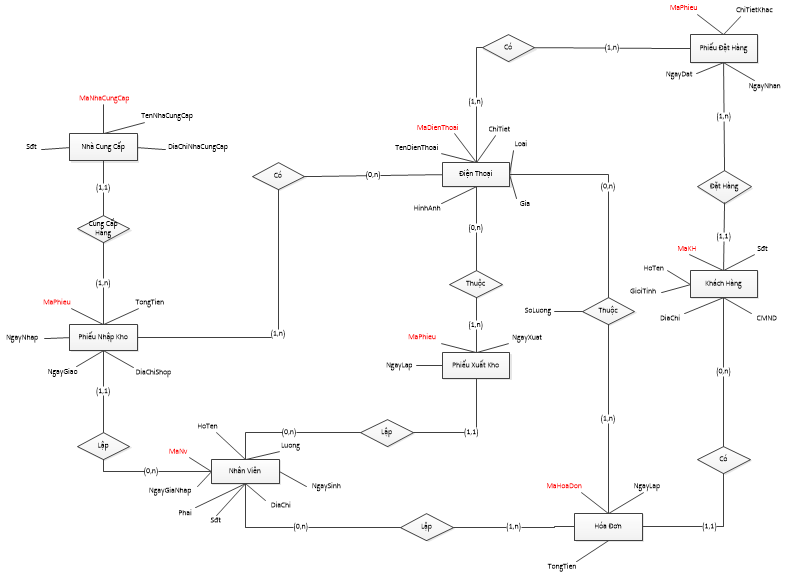 MaPhieu
ChiTietKhac
Có
(1,n)
Phiếu Đặt Hàng
NgayDat
NgayNhan
MaNhaCungCap
(1,n)
TenNhaCungCap
(1,n)
MaDienThoai
ChiTiet
Loai
Sđt
Nhà Cung Cấp
DiaChiNhaCungCap
TenDienThoai
Có
(0,n)
Điện Thoại
(1,1)
(0,n)
Đặt Hàng
HinhAnh
Gia
Cung Cấp
Hàng
(0,n)
(1,1)
MaKH
Sđt
HoTen
(1,n)
Thuộc
Khách Hàng
GioiTinh
MaPhieu
TongTien
SoLuong
Thuộc
DiaChi
CMND
(1,n)
(1,n)
NgayNhap
Phiếu Nhập Kho
MaPhieu
NgayXuat
NgayLap
Phiếu Xuất Kho
NgayGiao
DiaChiShop
(0,n)
(1,1)
(1,n)
HoTen
(0,n)
Lập
(1,1)
Lập
Luong
MaNv
Có
(0,n)
Nhân Viên
NgayGiaNhap
NgaySinh
MaHoaDon
NgayLap
Phai
Sđt
DiaChi
(0,n)
Lập
(1,n)
Hóa Đơn
(1,1)
TongTien